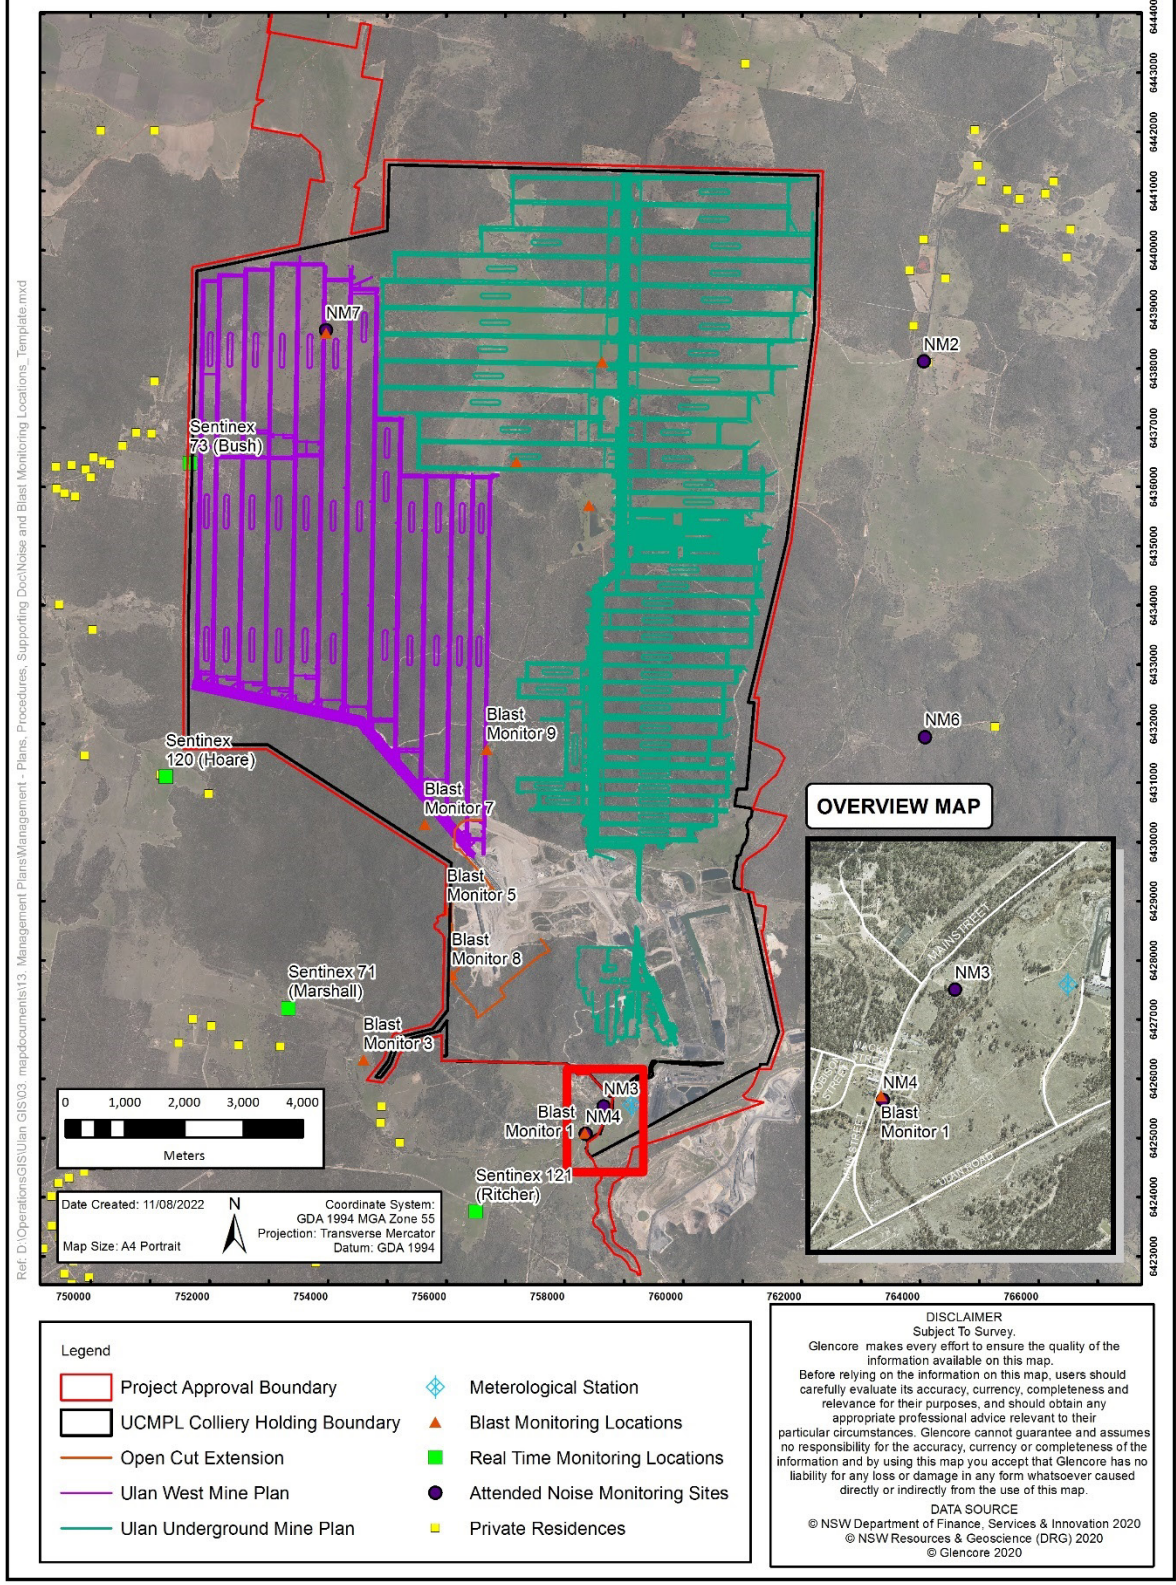 6444000
6443000
6442000
6441000
6440000
6439000
6438000
6437000
6436000
6435000
6434000
6433000
6432000
6431000
6430000
6429000
6428000
6427000
6426000
6425000
6424000
6423000
Ref: D:\OperationsGIS\Ulan GIS\03. mapdocuments\13. Management Plans\Management - Plans, Procedures, Supporting Doc\Noise and Blast Monitoring Locations_Template.mxd
NM7
NM2
Sentinex
73 (Bush)
NM6
Blast
Monitor 9
Sentinex
120 (Hoare)
Blast
Monitor 7
Blast
Monitor 5
Blast
Monitor 8
Sentinex 71
(Marshall)
Blast
Monitor 3
NM3
NM4
Blast
Monitor 1
Sentinex 121
(Ritcher)
OVERVIEW MAP
MAIN STREET
NM3
STREET
STREET
NM4
Blast
Monitor 1
MAIN STREET
ULAN ROAD
0 1,000 2,000 3,000 4,000
Meters
Date Created: 11/08/2022
Map Size: A4 Portrait
N
Coordinate System:
GDA 1994 MGA Zone 55
Projection: Transverse Mercator
Datum: GDA 1994
750000 752000 754000 756000 758000 760000 762000 764000 766000
Legend
Project Approval Boundary
UCMPL Colliery Holding Boundary
Open Cut Extension
Ulan West Mine Plan
Ulan Underground Mine Plan
Meterological Station
Blast Monitoring Locations
Real Time Monitoring Locations
Attended Noise Monitoring Sites
Private Residences
DISCLAIMER
Subject To Survey.
Glencore makes every effort to ensure the quality of the
information available on this map.
Before relying on the information on this map, users should
carefully evaluate its accuracy, currency, completeness and
relevance for their purposes, and should obtain any
appropriate professional advice relevant to their
particular circumstances. Glencore cannot guarantee and assumes
no responsibility for the accuracy, currency or completeness of the
information and by using this map you accept that Glencore has no
liability for any loss or damage in any form whatsoever caused
directly or indirectly from the use of this map.
DATA SOURCE
© NSW Department of Finance, Services & Innovation 2020
© NSW Resources & Geoscience (DRG) 2020
© Glencore 2020